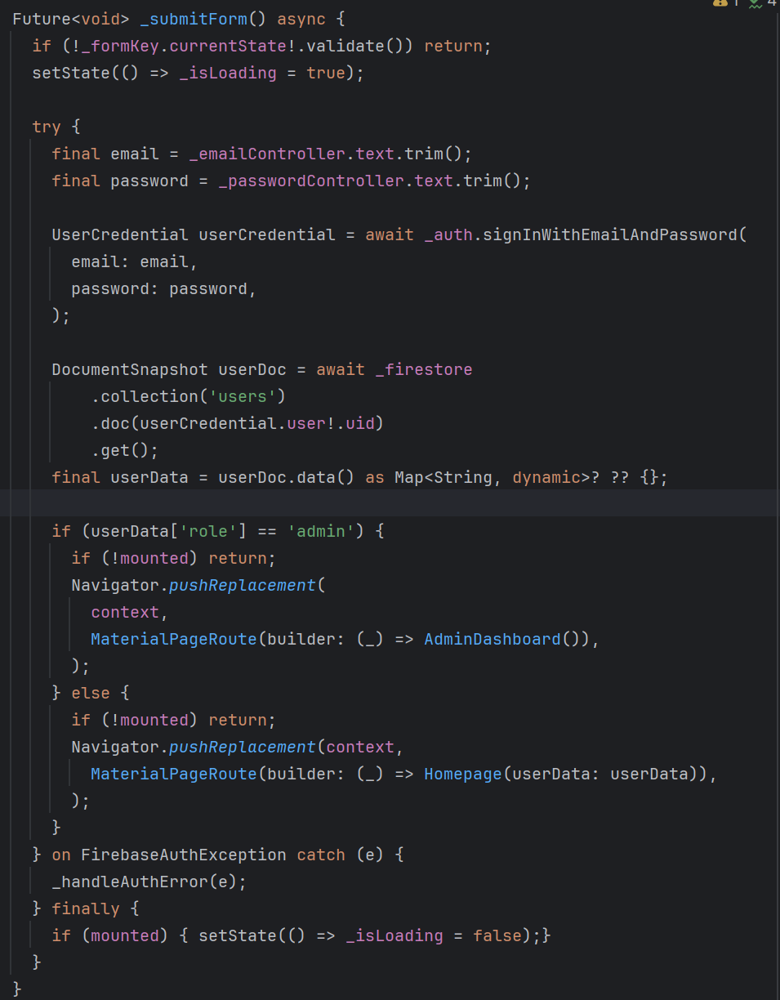 1 4
Future<void> _submitForm() async {
if (!_formKey.currentState!.validate()) return;
setState(() => _isLoading = true);
try {
final email = _emailController.text.trim();
final password = _passwordController.text.trim();
UserCredential userCredential = await _auth.signInWithEmailAndPassword(
email: email,
password: password,
);
DocumentSnapshot userDoc = await _firestore
.collection('users')
.doc(userCredential.user!.uid)
.get();
final userData = userDoc.data() as Map<String, dynamic>? ?? {};
if (userData['role'] == 'admin') {
if (!mounted) return;
Navigator.pushReplacement(
context,
MaterialPageRoute(builder: (_) => AdminDashboard()),
);
} else {
if (!mounted) return;
Navigator.pushReplacement(context,
MaterialPageRoute(builder: (_) => Homepage(userData: userData)),
);
}
} on FirebaseAuthException catch (e) {
_handleAuthError(e);
} finally {
if (mounted) { setState(() => _isLoading = false);}
}
}